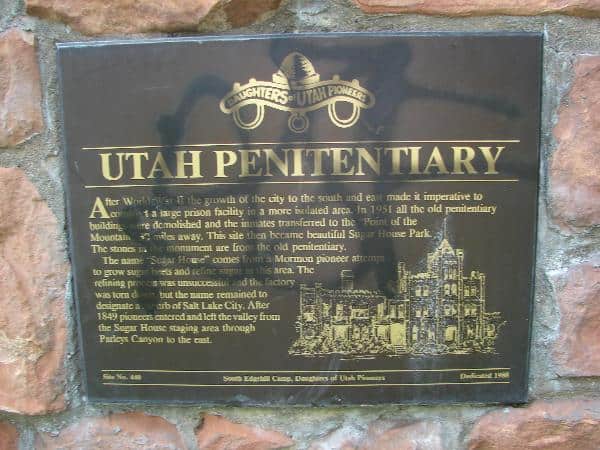 DAUGHTERS OF UTAH PIONEERS
UTAH PENITENTIARY
After World War II the growth of the city to the south and east made it imperative to
construct a large prison facility in a more isolated area. In 1951 all the old penitentiary
buildings were demolished and the inmates transferred to the "Point of the
Mountain," miles away. This site then became beautiful Sugar House Park.
The stones in the monument are from the old penitentiary.
The name "Sugar House" comes from a Mormon pioneer attempt
to grow sugar beets and refine sugar in this area. The
refining process was unsuccessful and the factory
was torn down but the name remained to
designate a suburb of Salt Lake City. After
1849 pioneers entered and left the valley from
the Sugar House staging area through
Parleys Canyon to the east.
Site No. 440
South Edgehill Camp, Daughters of Utah Pioneers
Dedicated 1980